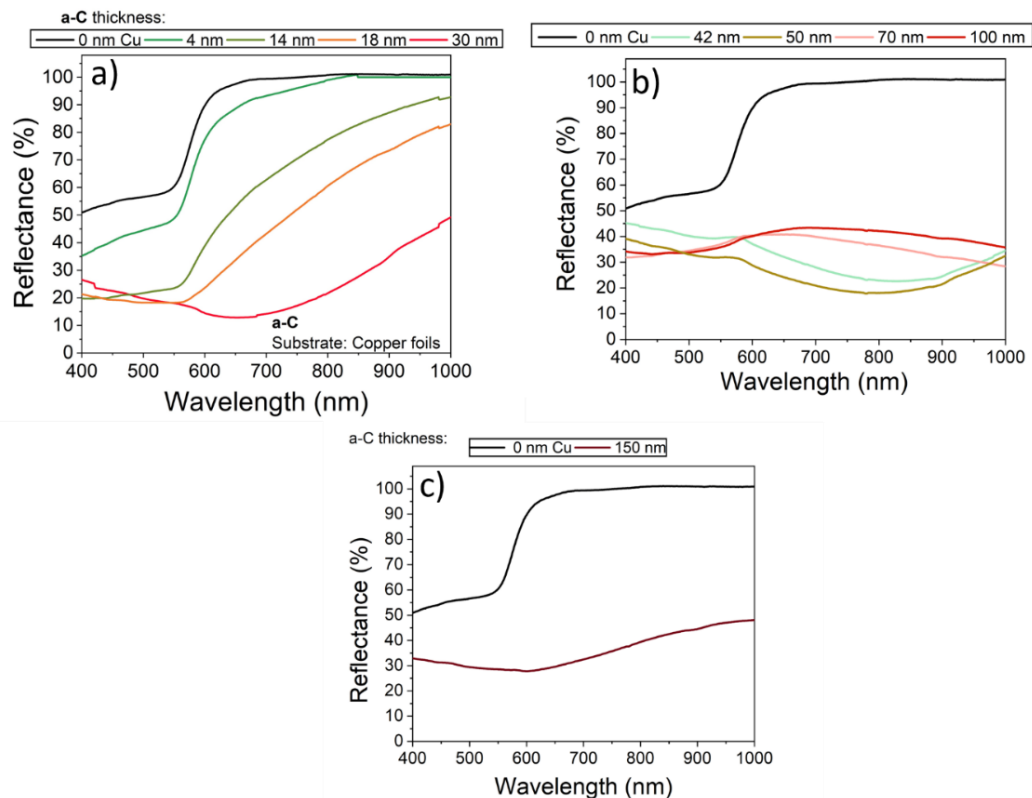 a-C thickness:
0 nm Cu 4 nm 14 nm 18 nm 30 nm
a)
100
90
80
70
60
50
40
30
20
10
0
Reflectance (%)
a-C
Substrate: Copper foils
400 500 600 700 800 900 1000
Wavelength (nm)
0 nm Cu 42 nm 50 nm 70 nm 100 nm
b)
100
90
80
70
60
50
40
30
20
10
0
Reflectance (%)
400 500 600 700 800 900 1000
Wavelength (nm)
a-C thickness:
0 nm Cu 150 nm
c)
100
90
80
70
60
50
40
30
20
10
0
Reflectance (%)
400 500 600 700 800 900 1000
Wavelength (nm)